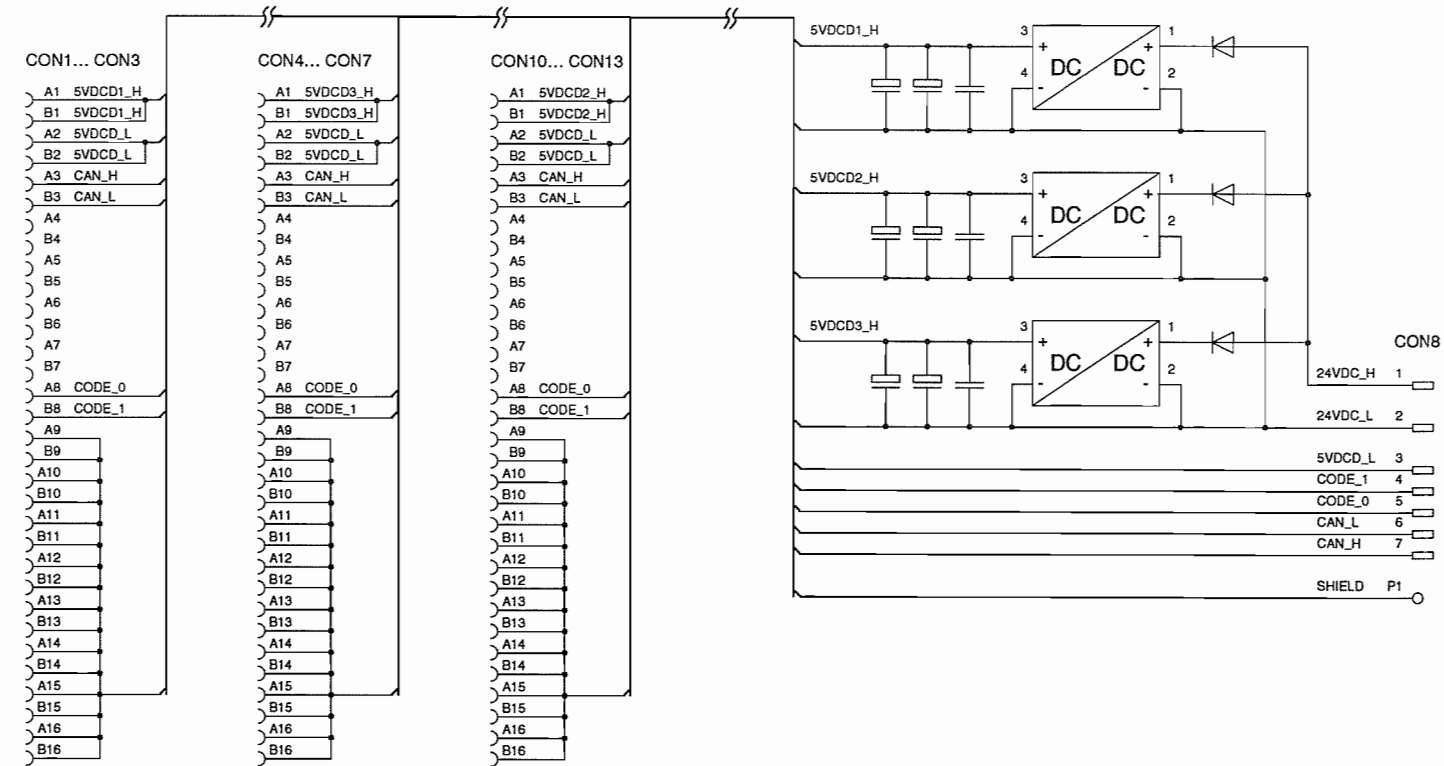 CON1... CON3
A1 5VDCD1_H
B1 5VDCD1_H
A2 5VDCD_L
B2 5VDCD_L
A3 CAN_H
B3 CAN_L
A4
B4
A5
B5
A6
B6
A7
B7
A8 CODE_0
B8 CODE_1
A9
B9
A10
B10
A11
B11
A12
B12
A13
B13
A14
B14
A15
B15
A16
B16
CON4... CON7
A1 5VDCD3_H
B1 5VDCD3_H
A2 5VDCD_L
B2 5VDCD_L
A3 CAN_H
B3 CAN_L
A4
B4
A5
B5
A6
B6
A7
B7
A8 CODE_0
B8 CODE_1
A9
B9
A10
B10
A11
B11
A12
B12
A13
B13
A14
B14
A15
B15
A16
B16
CON10... CON13
A1 5VDCD2_H
B1 5VDCD2_H
A2 5VDCD_L
B2 5VDCD_L
A3 CAN_H
B3 CAN_L
A4
B4
A5
B5
A6
B6
A7
B7
A8 CODE_0
B8 CODE_1
A9
B9
A10
B10
A11
B11
A12
B12
A13
B13
A14
B14
A15
B15
A16
B16
5VDCD1_H 3 1
+ +
4 DC DC 2
- -
5VDCD2_H 3 1
+ +
4 DC DC 2
- -
5VDCD3_H 3 1
+ +
4 DC DC 2
- -
CON8
24VDC_H 1
24VDC_L 2
5VDCD_L 3
CODE_1 4
CODE_0 5
CAN_L 6
CAN_H 7
SHIELD P1